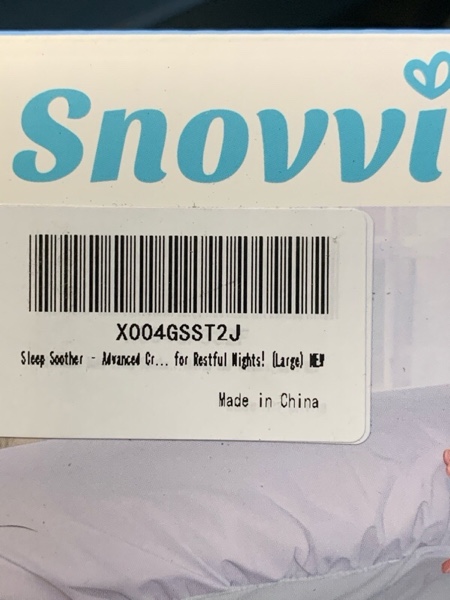 Snovvi
X004GSST2J
Sleep Soother - Advanced Cr... for Restful Nights! (Large) NEW
Made in China